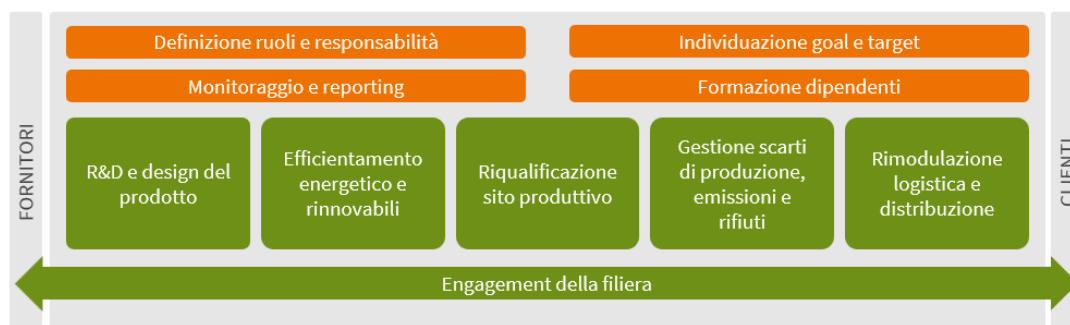 Definizione ruoli e responsabilità
Individuazione goal e target
Monitoraggio e reporting
Formazione dipendenti
FORNITORI
R&D e design del
prodotto
Efficientamento
energetico e
rinnovabili
Riqualificazione
sito produttivo
Gestione scarti
di produzione,
emissioni e
rifiuti
Rimodulazione
logistica e
distribuzione
CLIENTI
Engagement della filiera